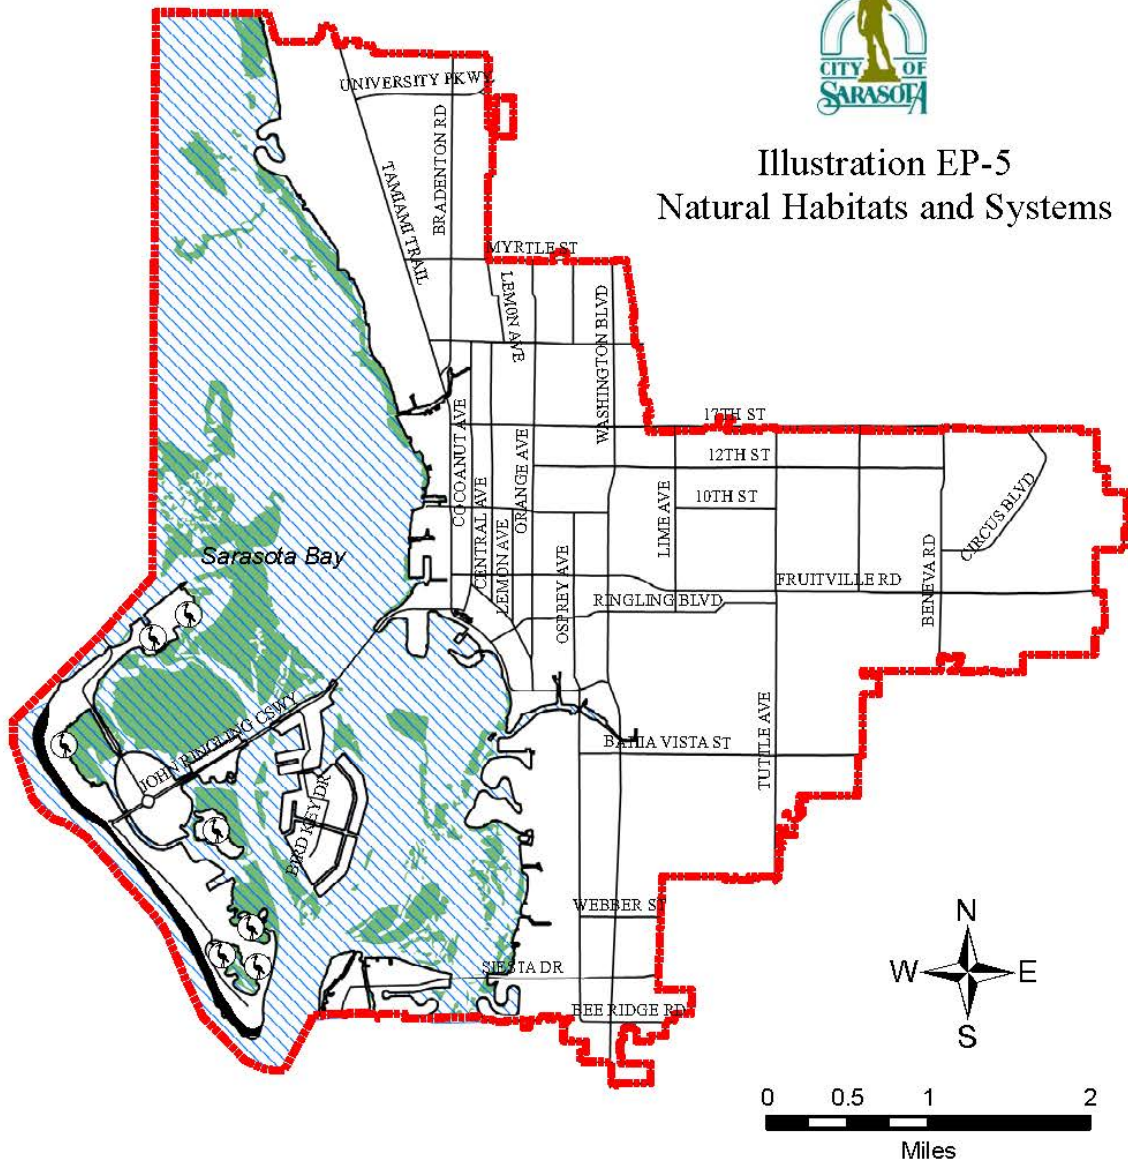 CITY OF
SARASOTA
Illustration EP-5
Natural Habitats and Systems
UNIVERSITY PKWY
BRADENTON RD
TAMIAMI TRAIL
MYRTLE ST
LEMON AVE
WASHINGTON BLVD
17TH ST
12TH ST
10TH ST
COCOANUT AVE
CENTRAL AVE
LEMON AVE
ORANGE AVE
OSPREY AVE
LIME AVE
CIRCUS BLVD
BENEVA RD
Sarasota Bay
FRUITVILLE RD
RINGLING BLVD
JOHN RINGLING CSWY
BAHIA VISTA ST
TUTTLE AVE
BIRD KEY DR
WEBBER ST
SIESTA DR
BEE RIDGE RD
N
W E
S
0 0.5 1 2
Miles